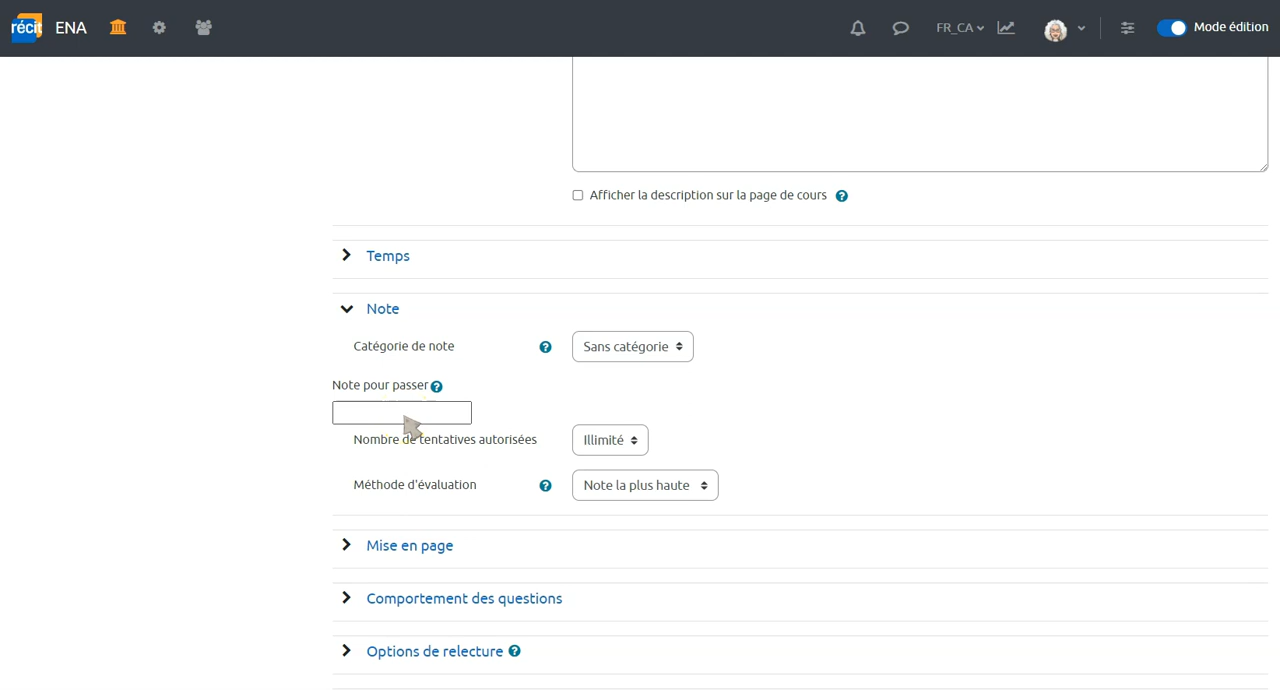 récit ENA FR_CA Mode édition
Afficher la description sur la page de cours
Temps
Note
Catégorie de note Sans catégorie
Note pour passer
Nombre de tentatives autorisées Illimité
Méthode d'évaluation Note la plus haute
Mise en page
Comportement des questions
Options de relecture